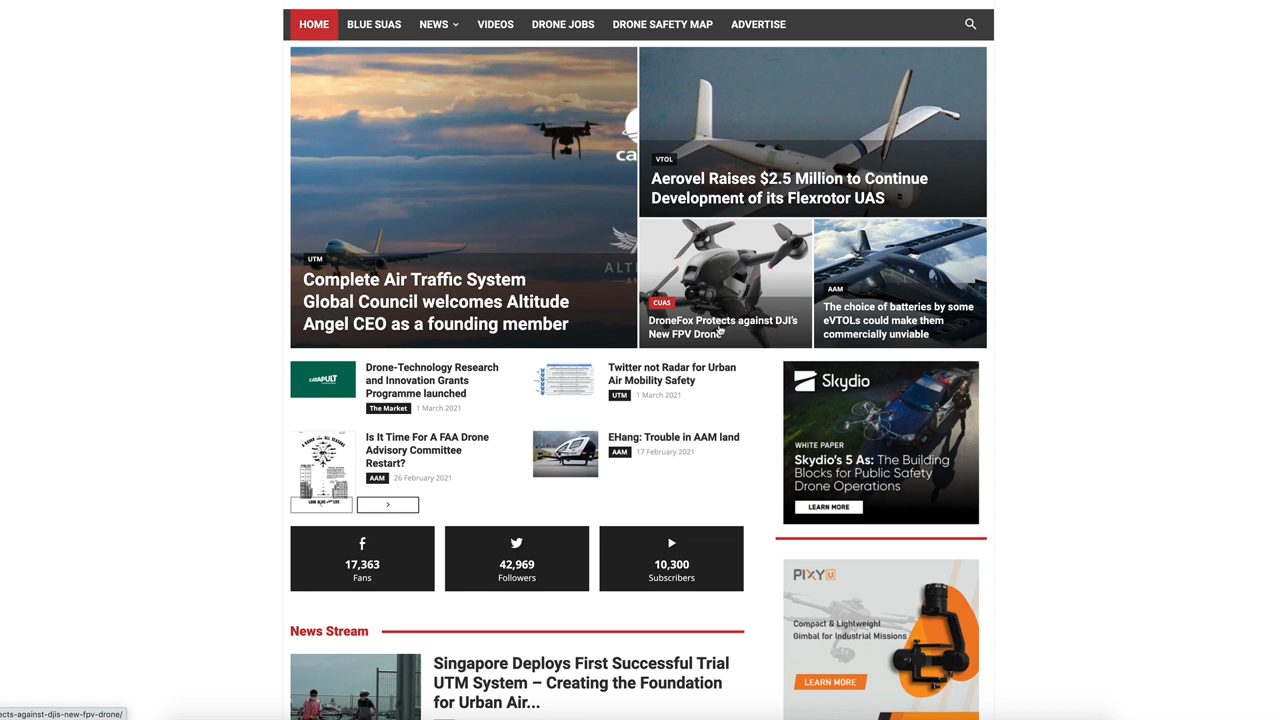 HOME BLUE SUAS NEWS VIDEOS DRONE JOBS DRONE SAFETY MAP ADVERTISE
UTM
Complete Air Traffic System
Global Council welcomes Altitude
Angel CEO as a founding member
VTOL
Aerovel Raises $2.5 Million to Continue
Development of its Flexrotor UAS
CUAS
DroneFox Protects against DJI's
New FPV Drone
AAM
The choice of batteries by some
eVTOLs could make them
commercially unviable
CATAPULT
Drone-Technology Research
and Innovation Grants
Programme launched
The Market 1 March 2021
Twitter not Radar for Urban
Air Mobility Safety
UTM 1 March 2021
Is It Time For A FAA Drone
Advisory Committee
Restart?
AAM 26 February 2021
EHang: Trouble in AAM land
AAM 17 February 2021
Skydio
WHITE PAPER
Skydio's 5 As: The Building
Blocks for Public Safety
Drone Operations
LEARN MORE
17,363
Fans
42,969
Followers
10,300
Subscribers
PIXY U
Compact & Lightweight
Gimbal for Industrial Missions
LEARN MORE
News Stream
Singapore Deploys First Successful Trial
UTM System – Creating the Foundation
for Urban Air...
ects-against-djis-new-fpv-drone/